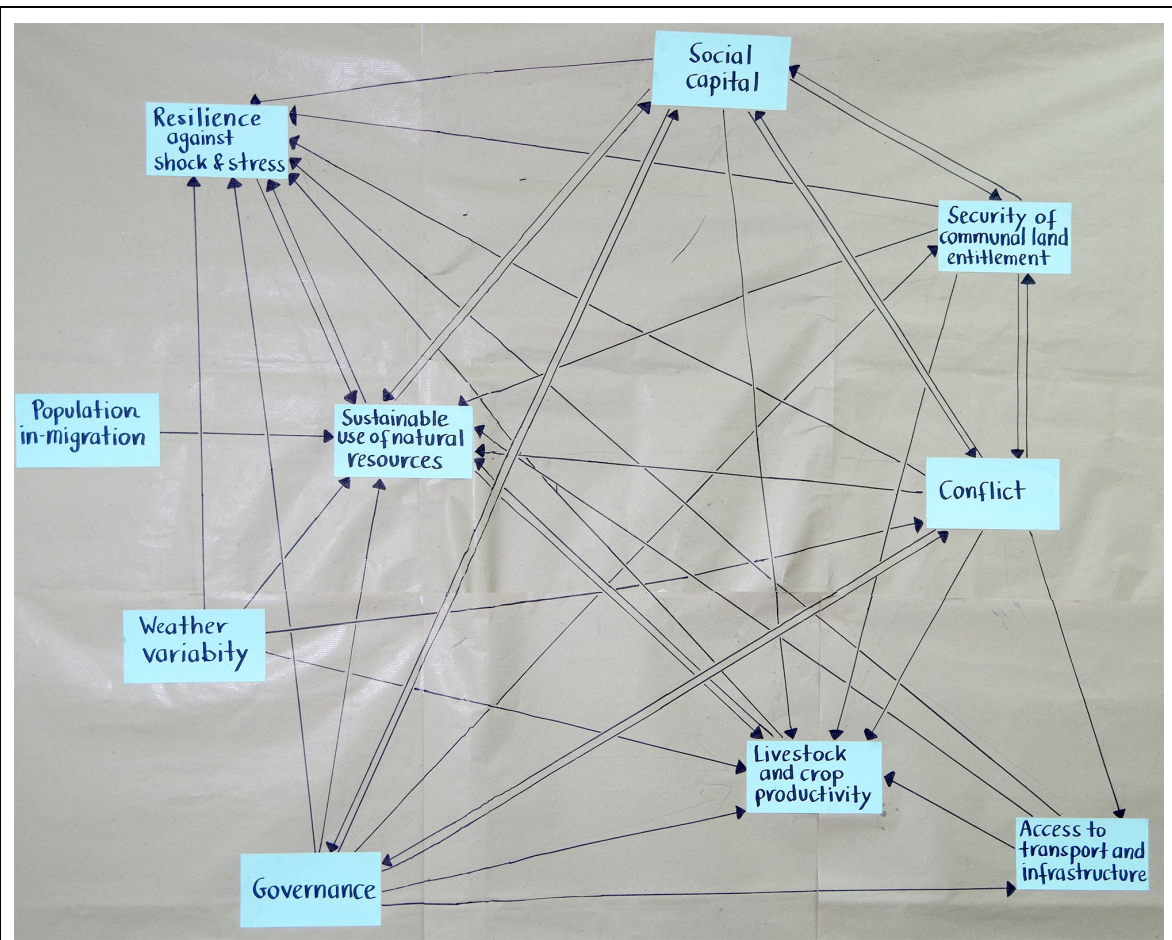 Social
capital
Resilience
against
shock & stress
Security of
communal land
entitlement
Population
in-migration
Sustainable
use of natural
resources
Conflict
Weather
variabity
Livestock
and crop
productivity
Access to
transport and
infrastructure
Governance